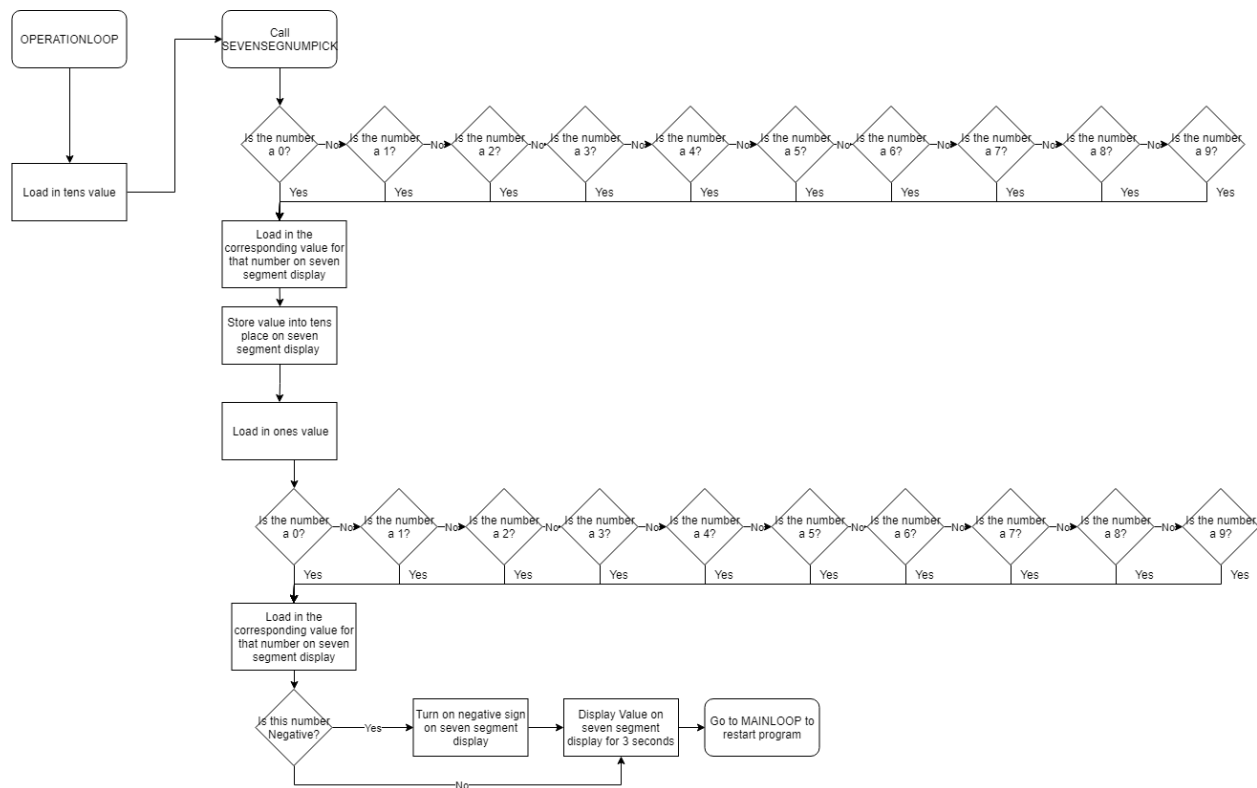 OPERATIONLOOP
Call
SEVENSEGNUMPICK
Is the number
a 0?
No
Is the number
a 1?
No
Is the number
a 2?
No
Is the number
a 3?
No
Is the number
a 4?
No
Is the number
a 5?
No
Is the number
a 6?
No
Is the number
a 7?
No
Is the number
a 8?
No
Is the number
a 9?
Load in tens value
Yes
Yes
Yes
Yes
Yes
Yes
Yes
Yes
Yes
Yes
Load in the
corresponding value for
that number on seven
segment display
Store value into tens
place on seven
segment display
Load in ones value
Is the number
a 0?
No
Is the number
a 1?
No
Is the number
a 2?
No
Is the number
a 3?
No
Is the number
a 4?
No
Is the number
a 5?
No
Is the number
a 6?
No
Is the number
a 7?
No
Is the number
a 8?
No
Is the number
a 9?
Yes
Yes
Yes
Yes
Yes
Yes
Yes
Yes
Yes
Yes
Load in the
corresponding value for
that number on seven
segment display
Is this number
Negative?
Yes
Turn on negative sign
on seven segment
display
Display Value on
seven segment
display for 3 seconds
Go to MAINLOOP to
restart program
No